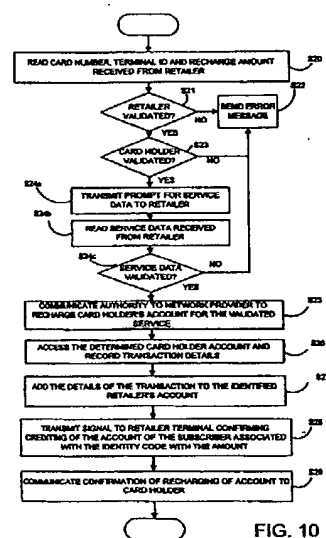 S20
READ CARD NUMBER, TERMINAL ID AND RECHARGE AMOUNT
RECEIVED FROM RETAILER
S21
S22
RETAILER
VALIDATED?
NO
SEND ERROR
MESSAGE
YES
S23
CARD HOLDER
VALIDATED?
NO
YES
S24a
TRANSMIT PROMPT FOR SERVICE
DATA TO RETAILER
S24b
READ SERVICE DATA RECEIVED
FROM RETAILER
S24c
SERVICE DATA
VALIDATED?
NO
YES
S25
COMMUNICATE AUTHORITY TO NETWORK PROVIDER TO
RECHARGE CARD HOLDER'S ACCOUNT FOR THE VALIDATED
SERVICE
S26
ACCESS THE DETERMINED CARD HOLDER ACCOUNT AND
RECORD TRANSACTION DETAILS
S27
ADD THE DETAILS OF THE TRANSACTION TO THE IDENTIFIED
RETAILER'S ACCOUNT
S28
TRANSMIT SIGNAL TO RETAILER TERMINAL CONFIRMING
CREDITING OF THE ACCOUNT OF THE SUBSCRIBER ASSOCIATED
WITH THE IDENTITY CODE WITH THE AMOUNT
S29
COMMUNICATE CONFIRMATION OF RECHARGING OF ACCOUNT TO
CARD HOLDER
FIG. 10